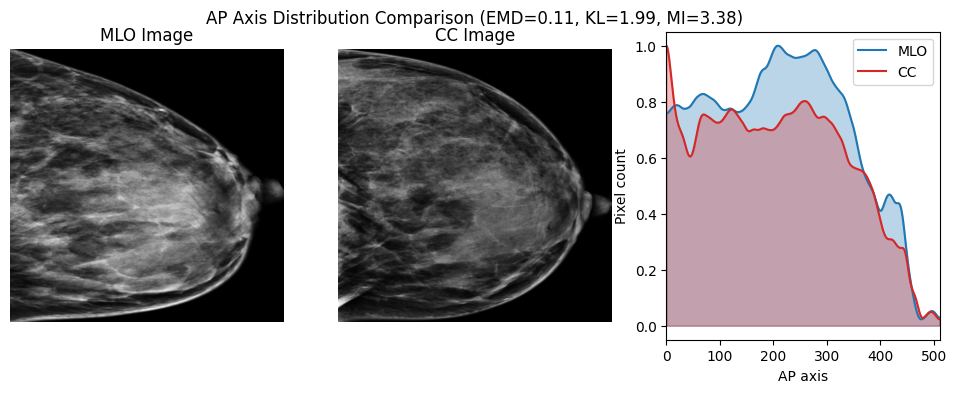 AP Axis Distribution Comparison (EMD=0.11, KL=1.99, MI=3.38)
MLO Image
CC Image
MLO
CC
Pixel count
1.0
0.8
0.6
0.4
0.2
0.0
0 100 200 300 400 500
AP axis